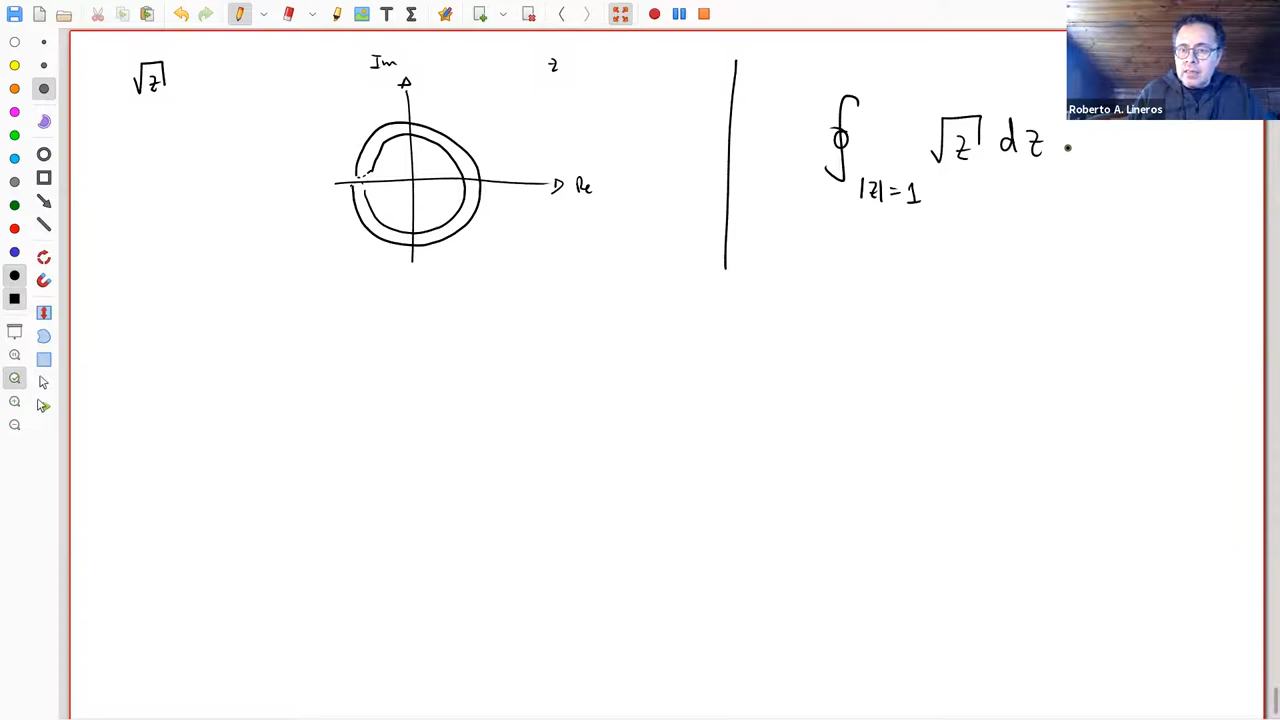 √z
Im
z
Re
∮ √z dz
|z| = 1
Roberto A. Lineros